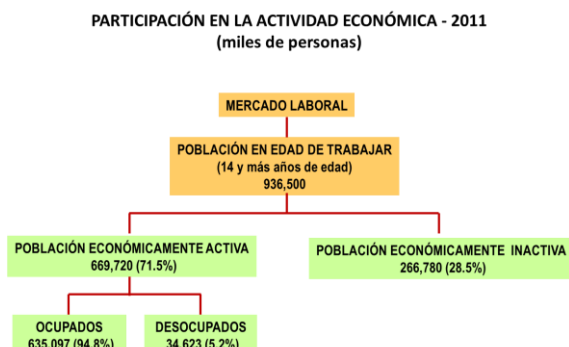 PARTICIPACIÓN EN LA ACTIVIDAD ECONÓMICA - 2011
(miles de personas)
MERCADO LABORAL
POBLACIÓN EN EDAD DE TRABAJAR
(14 y más años de edad)
936,500
POBLACIÓN ECONÓMICAMENTE ACTIVA
669,720 (71.5%)
POBLACIÓN ECONÓMICAMENTE INACTIVA
266,780 (28.5%)
OCUPADOS
635,097 (94.8%)
DESOCUPADOS
34,623 (5.2%)